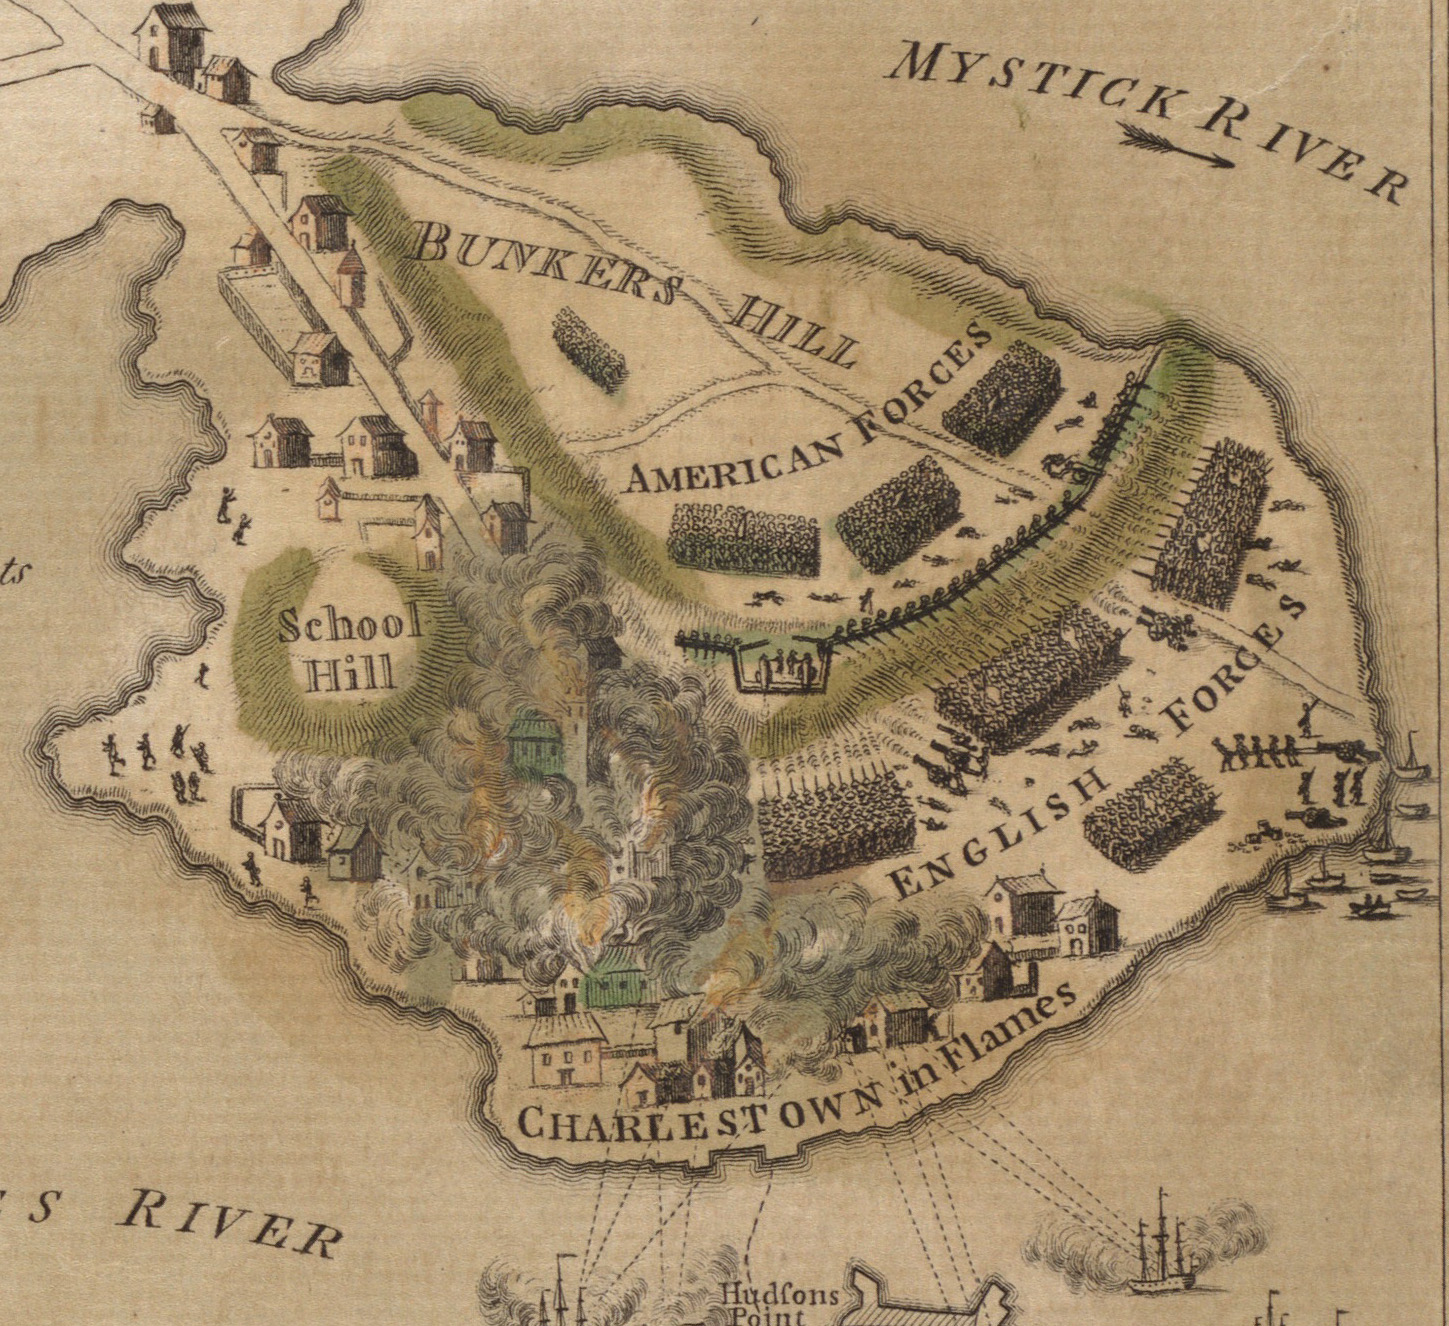 MYSTICK RIVER
BUNKERS HILL
AMERICAN FORCES
ts
School
Hill
ENGLISH FORCES
CHARLESTOWN in Flames
S RIVER
Hudſons
Point